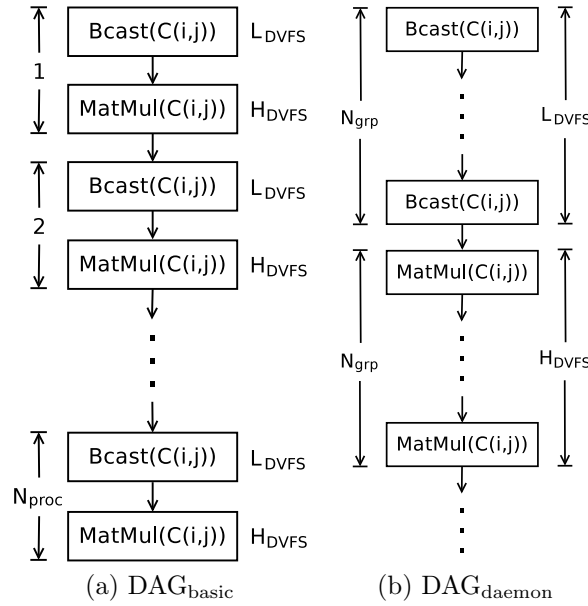 Bcast(C(i,j)) L_DVFS
1
MatMul(C(i,j)) H_DVFS
Bcast(C(i,j)) L_DVFS
2
MatMul(C(i,j)) H_DVFS
Bcast(C(i,j)) L_DVFS
N_proc
MatMul(C(i,j)) H_DVFS
(a) DAG_basic
Bcast(C(i,j))
N_grp L_DVFS
Bcast(C(i,j))
MatMul(C(i,j))
N_grp H_DVFS
MatMul(C(i,j))
(b) DAG_daemon